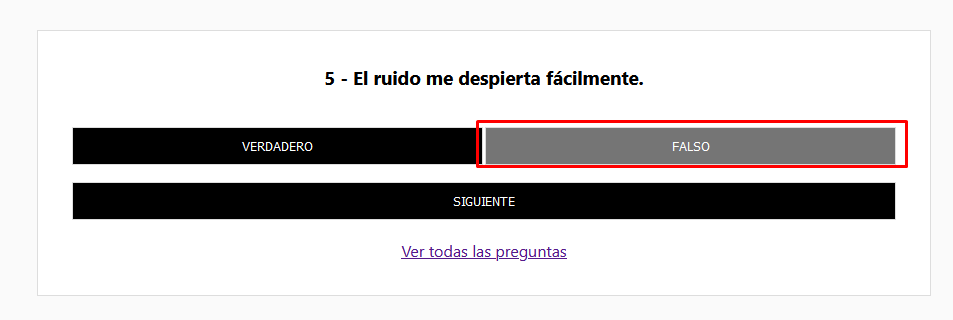 5 - El ruido me despierta fácilmente.
VERDADERO
FALSO
SIGUIENTE
Ver todas las preguntas